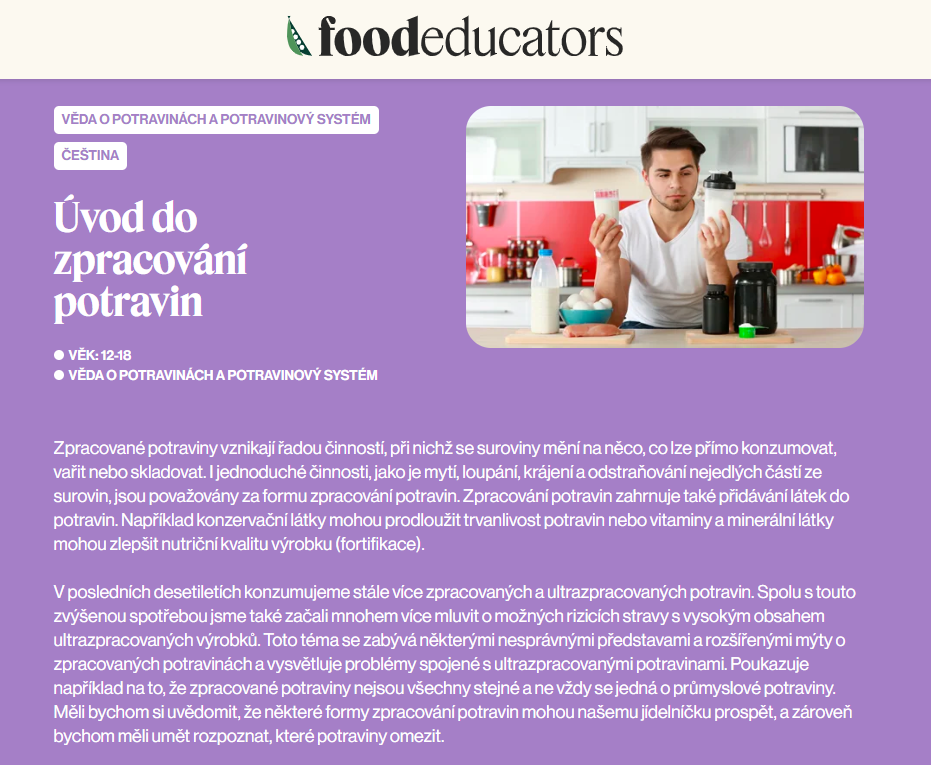 foodeducators
VĚDA O POTRAVINÁCH A POTRAVINOVÝ SYSTÉM
ČEŠTINA
Úvod do
zpracování
potravin
VĚK: 12-18
VĚDA O POTRAVINÁCH A POTRAVINOVÝ SYSTÉM
Zpracované potraviny vznikají řadou činností, při nichž se suroviny mění na něco, co lze přímo konzumovat,
vařit nebo skladovat. I jednoduché činnosti, jako je mytí, loupání, krájení a odstraňování nejedlých částí ze
surovin, jsou považovány za formu zpracování potravin. Zpracování potravin zahrnuje také přidávání látek do
potravin. Například konzervační látky mohou prodloužit trvanlivost potravin nebo vitaminy a minerální látky
mohou zlepšit nutriční kvalitu výrobku (fortifikace).
V posledních desetiletích konzumujeme stále více zpracovaných a ultrazpracovaných potravin. Spolu s touto
zvýšenou spotřebou jsme také začali mnohem více mluvit o možných rizicích stravy s vysokým obsahem
ultrazpracovaných výrobků. Toto téma se zabývá některými nesprávnými představami a rozšířenými mýty o
zpracovaných potravinách a vysvětluje problémy spojené s ultrazpracovanými potravinami. Poukazuje
například na to, že zpracované potraviny nejsou všechny stejné a ne vždy se jedná o průmyslové potraviny.
Měli bychom si uvědomit, že některé formy zpracování potravin mohou našemu jídelníčku prospět, a zároveň
bychom měli umět rozpoznat, které potraviny omezit.